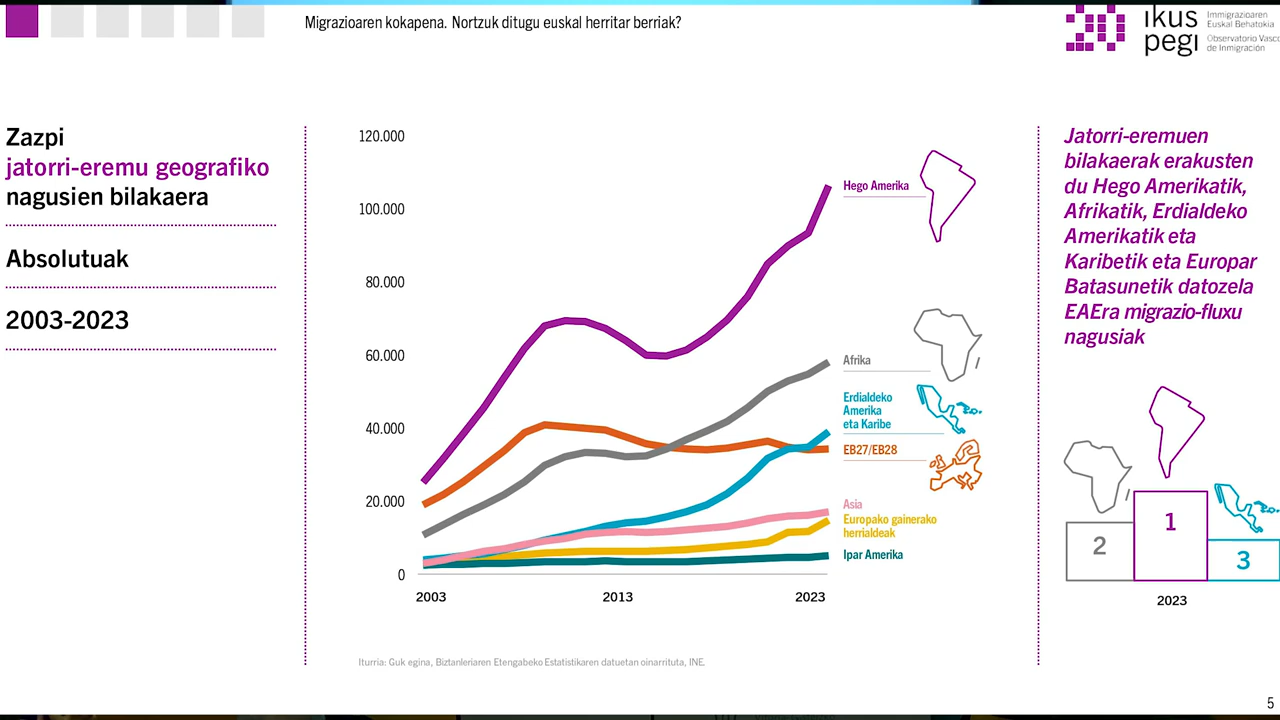 Migrazioaren kokapena. Nortzuk ditugu euskal herritar berriak?
20
ikus
pegi
Immigrazioaren
Euskal Behatokia
Observatorio Vasco
de Inmigración
Zazpi
jatorri-eremu geografiko
nagusien bilakaera
Absolutuak
2003-2023
120.000
100.000
80.000
60.000
40.000
20.000
0
2003
2013
2023
Hego Amerika
Afrika
Erdialdeko
Amerika
eta Karibe
EB27/EB28
Asia
Europako gainerako
herrialdeak
Ipar Amerika
Iturria: Guk egina, Biztanleriaren Etengabeko Estatistikaren datuetan oinarrituta, INE.
Jatorri-eremuen
bilakaerak erakusten
du Hego Amerikatik,
Afrikatik, Erdialdeko
Amerikatik eta
Karibetik eta Europar
Batasunetik datozela
EAEra migrazio-fluxu
nagusiak
2
1
3
2023
5